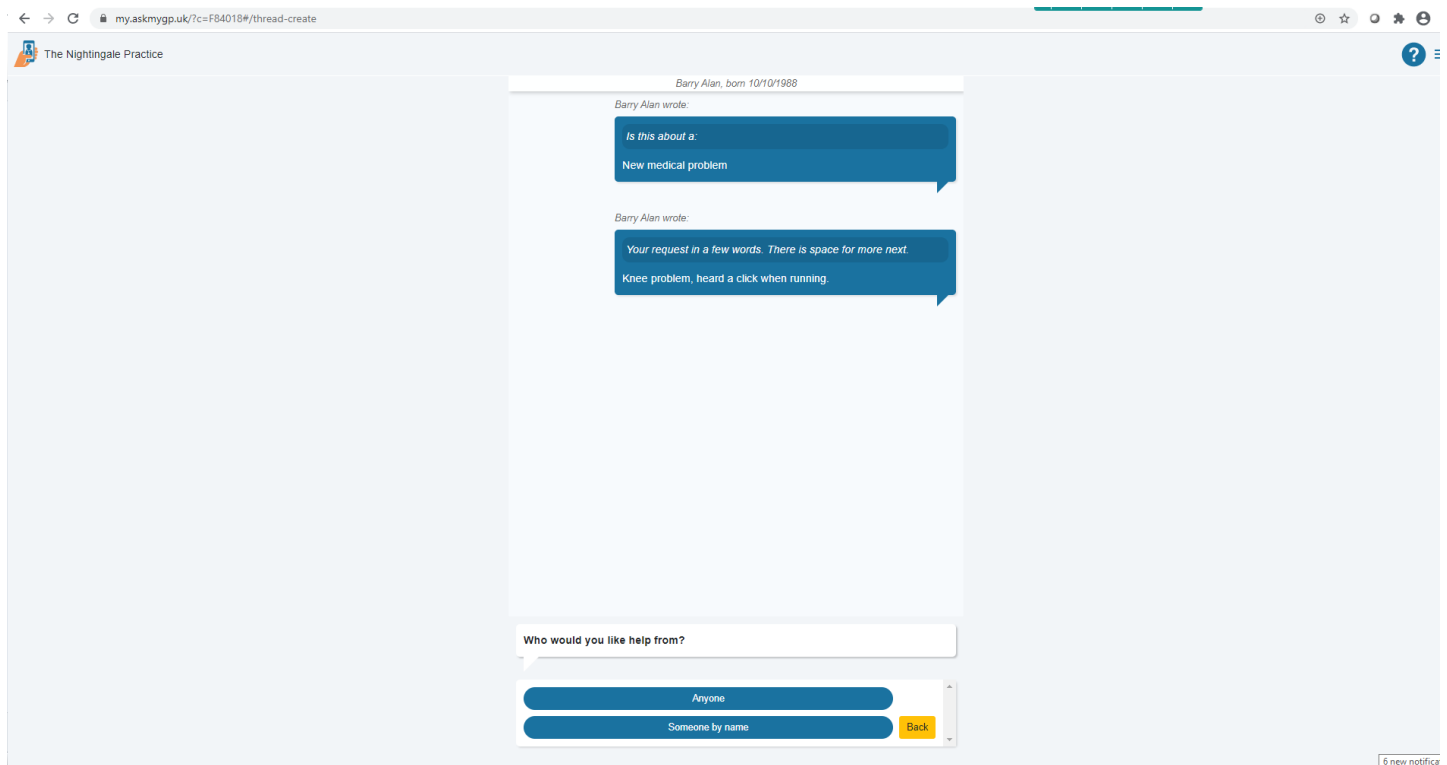 my.askmygp.uk/?c=F84018#/thread-create
The Nightingale Practice
?
Barry Alan, born 10/10/1988
Barry Alan wrote:
Is this about a:
New medical problem
Barry Alan wrote:
Your request in a few words. There is space for more next.
Knee problem, heard a click when running.
Who would you like help from?
Anyone
Someone by name
Back
6 new